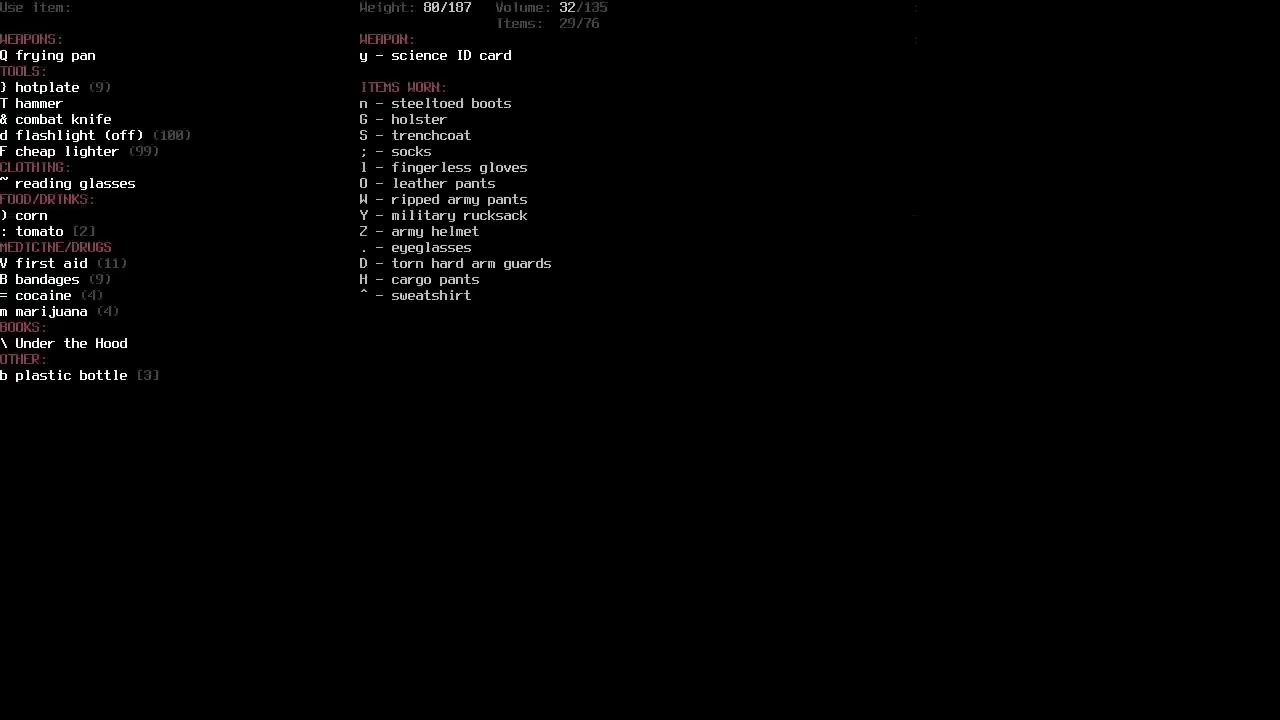 Use item:
Weight: 80/187 Volume: 32/135
Items: 29/76
WEAPONS:
Q frying pan
TOOLS:
} hotplate (9)
T hammer
& combat knife
d flashlight (off) (100)
F cheap lighter (99)
CLOTHING:
~ reading glasses
FOOD/DRINKS:
) corn
: tomato [2]
MEDICINE/DRUGS
V first aid (11)
B bandages (9)
= cocaine (4)
m marijuana (4)
BOOKS:
\ Under the Hood
OTHER:
b plastic bottle [3]
WEAPON:
y - science ID card
ITEMS WORN:
n - steeltoed boots
G - holster
S - trenchcoat
; - socks
l - fingerless gloves
O - leather pants
W - ripped army pants
Y - military rucksack
Z - army helmet
. - eyeglasses
D - torn hard arm guards
H - cargo pants
^ - sweatshirt